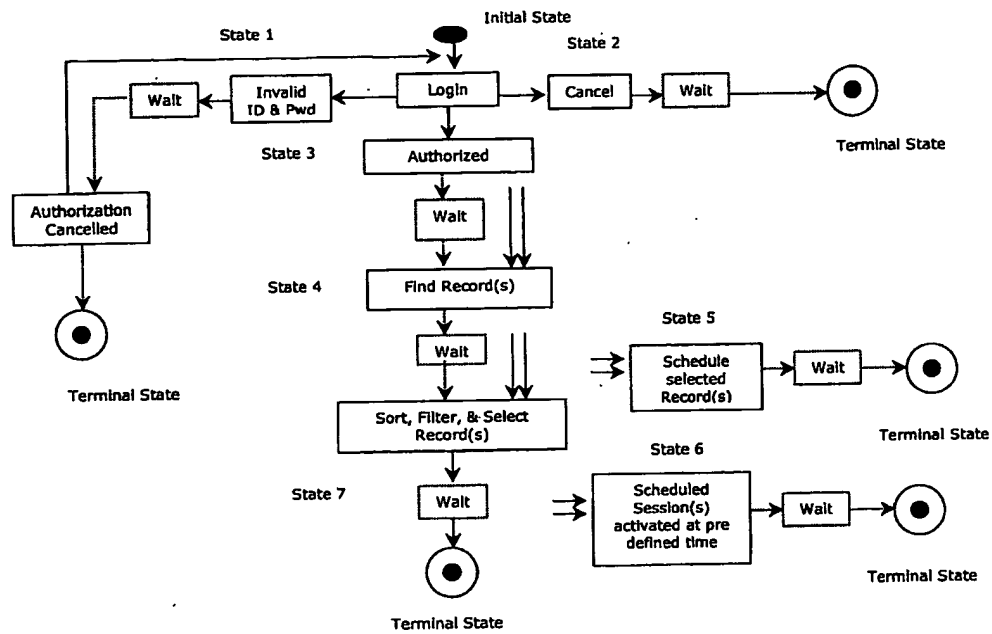 Initial State
State 1
State 2
Wait
Invalid
ID & Pwd
Login
Cancel
Wait
Terminal State
State 3
Authorized
Authorization
Cancelled
Wait
State 4
Find Record(s)
Terminal State
Wait
State 5
Schedule
selected
Record(s)
Wait
Terminal State
Sort, Filter, & Select
Record(s)
State 6
State 7
Wait
Scheduled
Session(s)
activated at pre
defined time
Wait
Terminal State
Terminal State